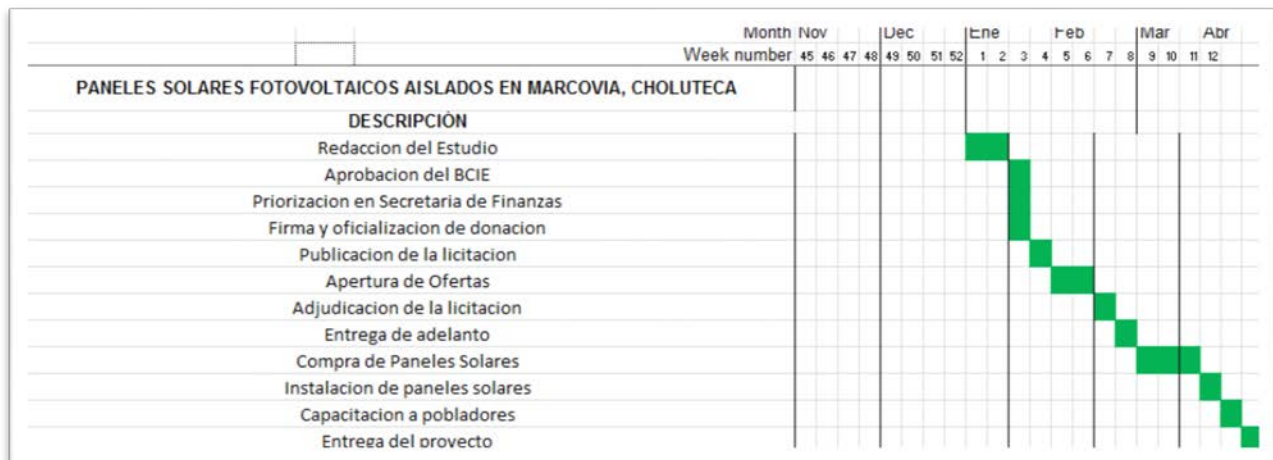 Month Nov Dec Ene Feb Mar Abr
Week number 45 46 47 48 49 50 51 52 1 2 3 4 5 6 7 8 9 10 11 12
PANELES SOLARES FOTOVOLTAICOS AISLADOS EN MARCOVIA, CHOLUTECA
DESCRIPCIÓN
Redaccion del Estudio
Aprobacion del BCIE
Priorizacion en Secretaria de Finanzas
Firma y oficializacion de donacion
Publicacion de la licitacion
Apertura de Ofertas
Adjudicacion de la licitacion
Entrega de adelanto
Compra de Paneles Solares
Instalacion de paneles solares
Capacitacion a pobladores
Entrega del proyecto